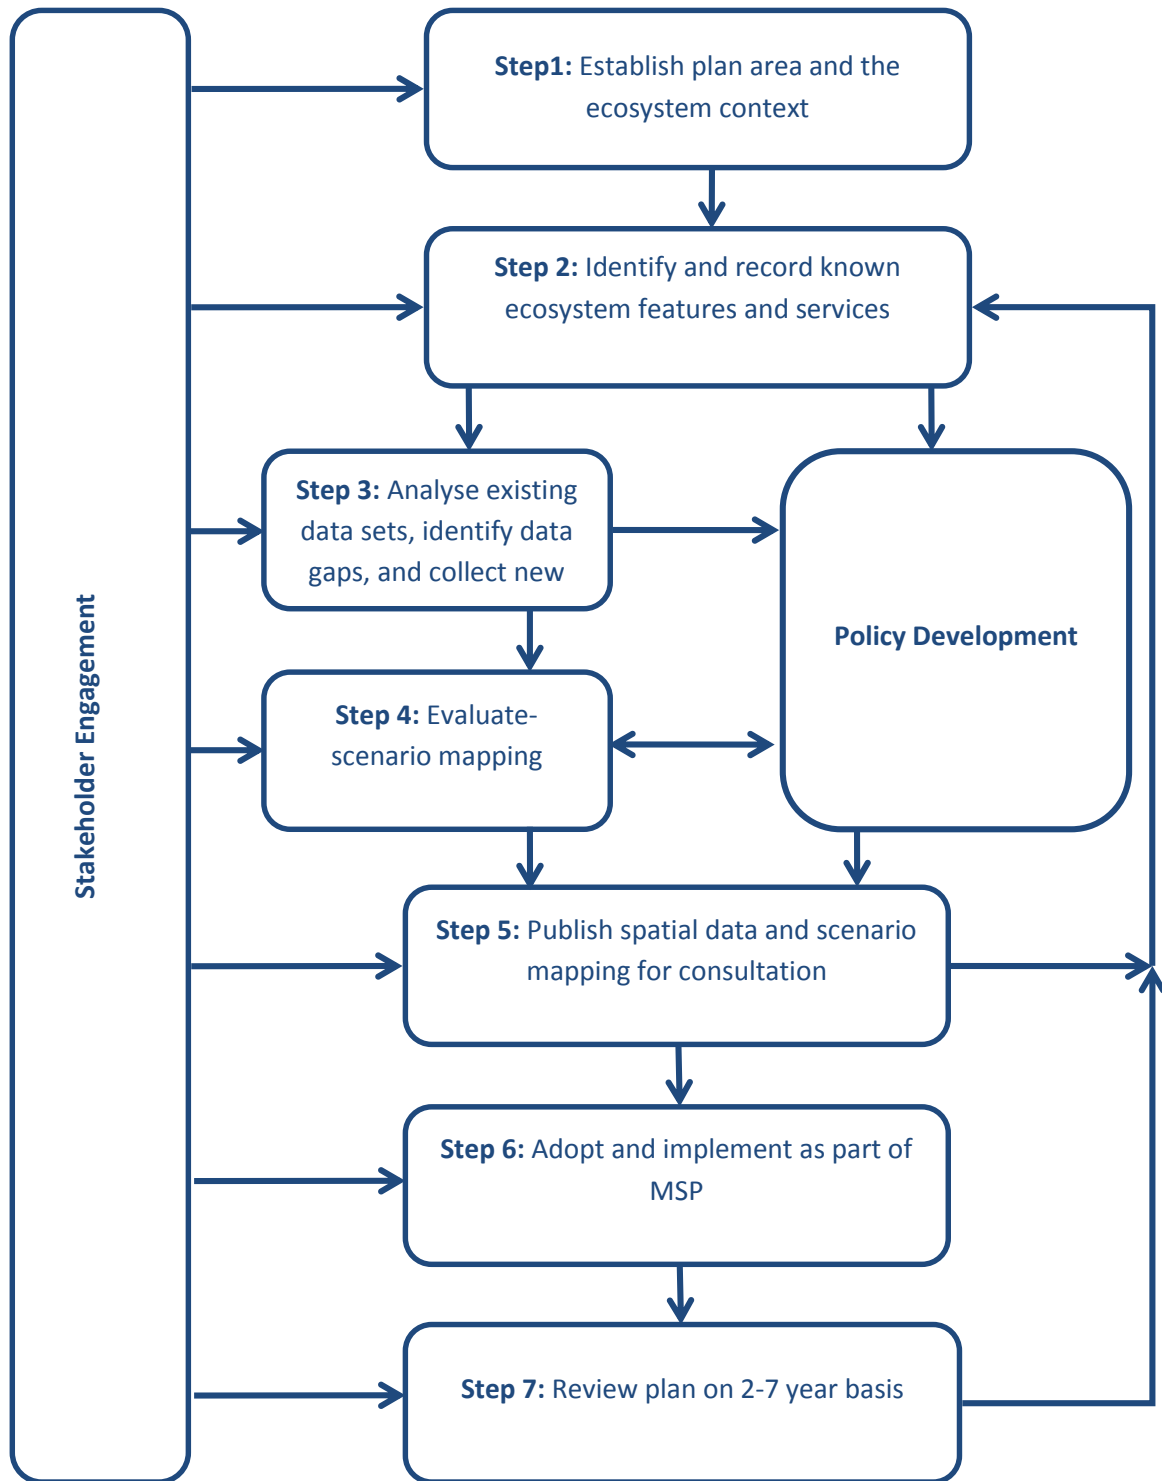 Stakeholder Engagement
Step1: Establish plan area and the
ecosystem context
Step 2: Identify and record known
ecosystem features and services
Step 3: Analyse existing
data sets, identify data
gaps, and collect new
Policy Development
Step 4: Evaluate-
scenario mapping
Step 5: Publish spatial data and scenario
mapping for consultation
Step 6: Adopt and implement as part of
MSP
Step 7: Review plan on 2-7 year basis